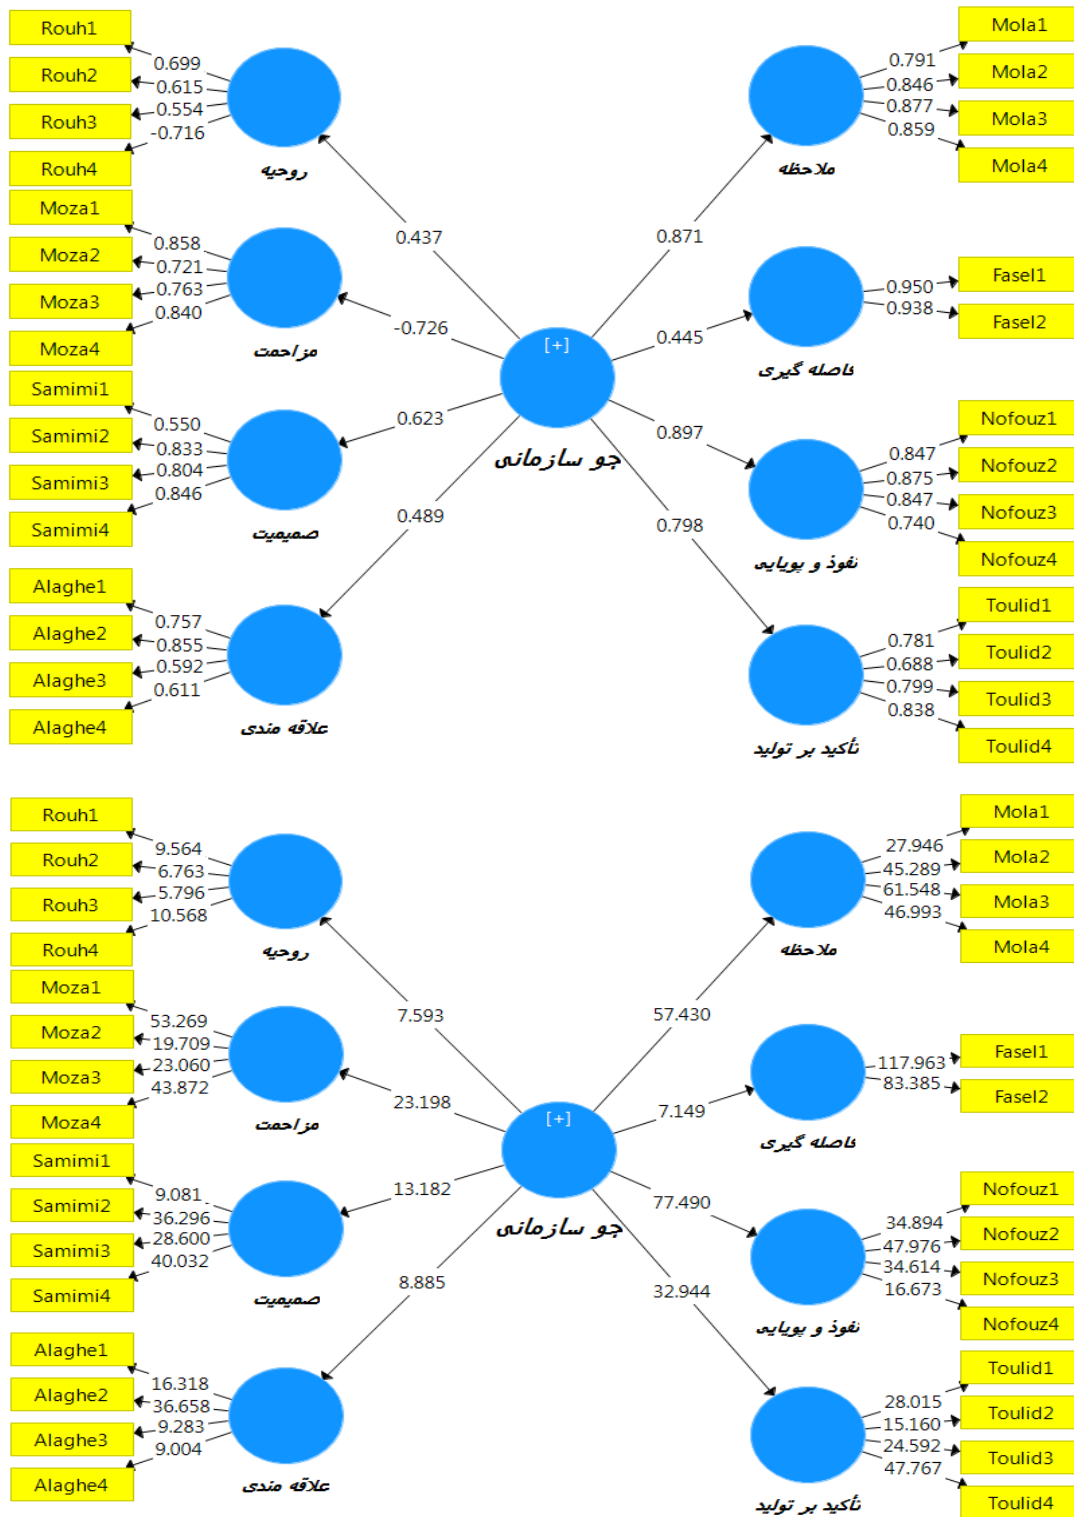 Rouh1
Rouh2
Rouh3
Rouh4
0.699
0.615
0.554
-0.716
روحیه
Moza1
Moza2
Moza3
Moza4
0.858
0.721
0.763
0.840
مزاحمت
Samimi1
Samimi2
Samimi3
Samimi4
0.550
0.833
0.804
0.846
صمیمیت
Alaghe1
Alaghe2
Alaghe3
Alaghe4
0.757
0.855
0.592
0.611
علاقه مندی
0.437
-0.726
0.623
0.489
[+]
جو سازمانی
0.871
0.445
0.897
0.798
Mola1
Mola2
Mola3
Mola4
0.791
0.846
0.877
0.859
ملاحظه
Fasel1
Fasel2
0.950
0.938
فاصله گیری
Nofouz1
Nofouz2
Nofouz3
Nofouz4
0.847
0.875
0.847
0.740
نفوذ و پویایی
Toulid1
Toulid2
Toulid3
Toulid4
0.781
0.688
0.799
0.838
تأکید بر تولید
Rouh1
Rouh2
Rouh3
Rouh4
9.564
6.763
5.796
10.568
روحیه
Moza1
Moza2
Moza3
Moza4
53.269
19.709
23.060
43.872
مزاحمت
Samimi1
Samimi2
Samimi3
Samimi4
9.081
36.296
28.600
40.032
صمیمیت
Alaghe1
Alaghe2
Alaghe3
Alaghe4
16.318
36.658
9.283
9.004
علاقه مندی
7.593
23.198
13.182
8.885
[+]
جو سازمانی
57.430
7.149
77.490
32.944
Mola1
Mola2
Mola3
Mola4
27.946
45.289
61.548
46.993
ملاحظه
Fasel1
Fasel2
117.963
83.385
فاصله گیری
Nofouz1
Nofouz2
Nofouz3
Nofouz4
34.894
47.976
34.614
16.673
نفوذ و پویایی
Toulid1
Toulid2
Toulid3
Toulid4
28.015
15.160
24.592
47.767
تأکید بر تولید